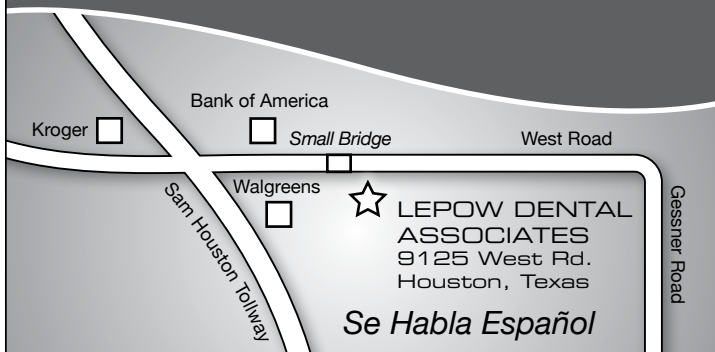 Bank of America
Kroger
Small Bridge
West Road
Walgreens
Sam Houston Tollway
Gessner Road
LEPOW DENTAL
ASSOCIATES
9125 West Rd.
Houston, Texas
Se Habla Español